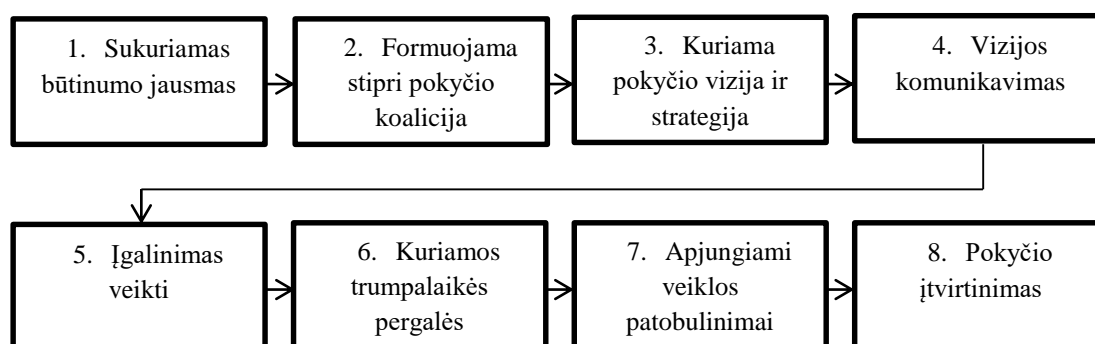 1. Sukuriamas
būtinumo jausmas
2. Formuojama
stipri pokyčio
koalicija
3. Kuriama
pokyčio vizija ir
strategija
4. Vizijos
komunikavimas
5. Įgalinimas
veikti
6. Kuriamos
trumpalaikės
pergalės
7. Apjungiami
veiklos
patobulinimai
8. Pokyčio
įtvirtinimas